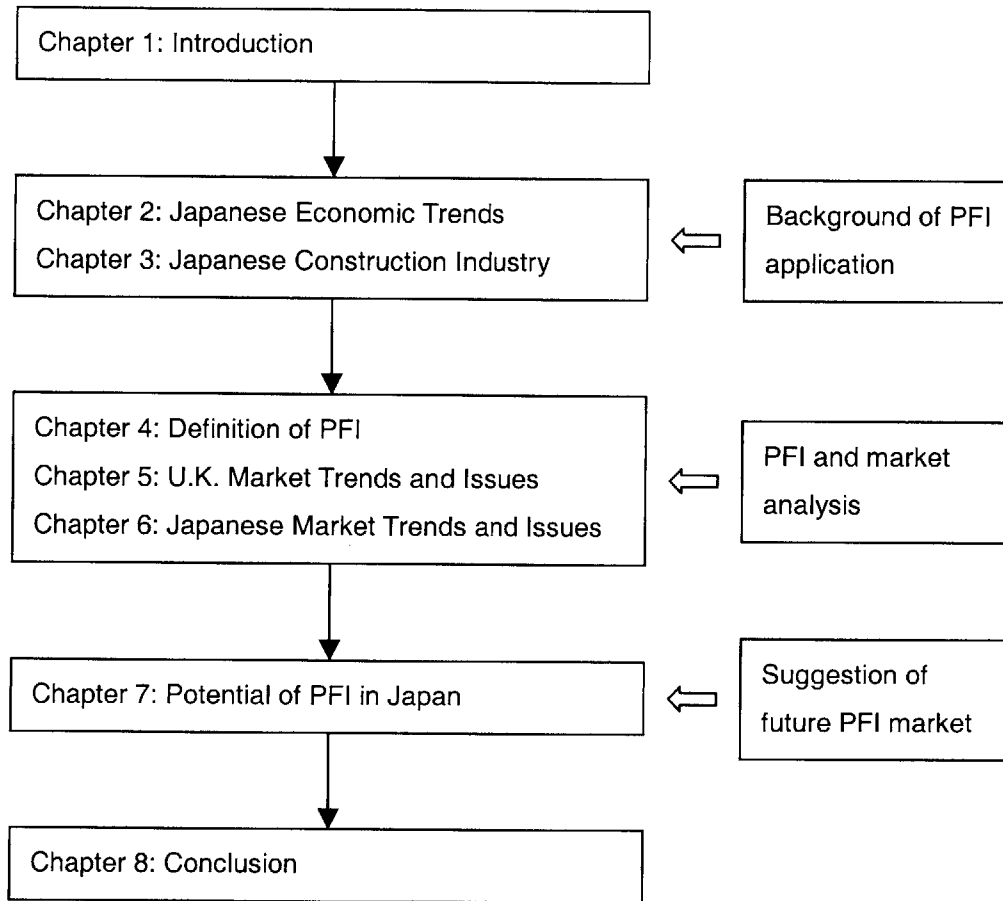 Chapter 1: Introduction
Chapter 2: Japanese Economic Trends
Chapter 3: Japanese Construction Industry
Background of PFI
application
Chapter 4: Definition of PFI
Chapter 5: U.K. Market Trends and Issues
Chapter 6: Japanese Market Trends and Issues
PFI and market
analysis
Chapter 7: Potential of PFI in Japan
Suggestion of
future PFI market
Chapter 8: Conclusion